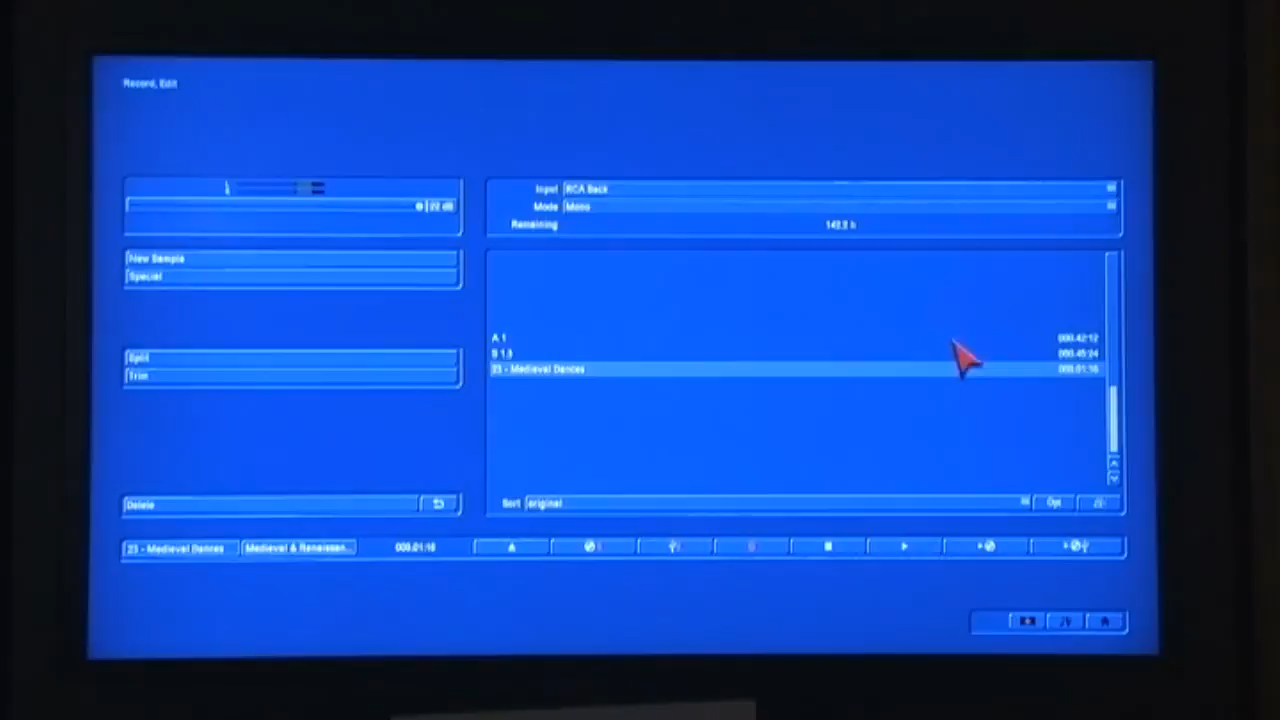 Record, Edit
22 dB
Input RCA Back
Mode Mono
Remaining 142.2 h
New Sample
Special
A 1 000.42:12
B 1.3 000.45:24
23 - Medieval Dances 000.01:16
Split
Trim
Delete
Sort original Opt
23 - Medieval Dances Medieval & Renaissan... 000.01:16